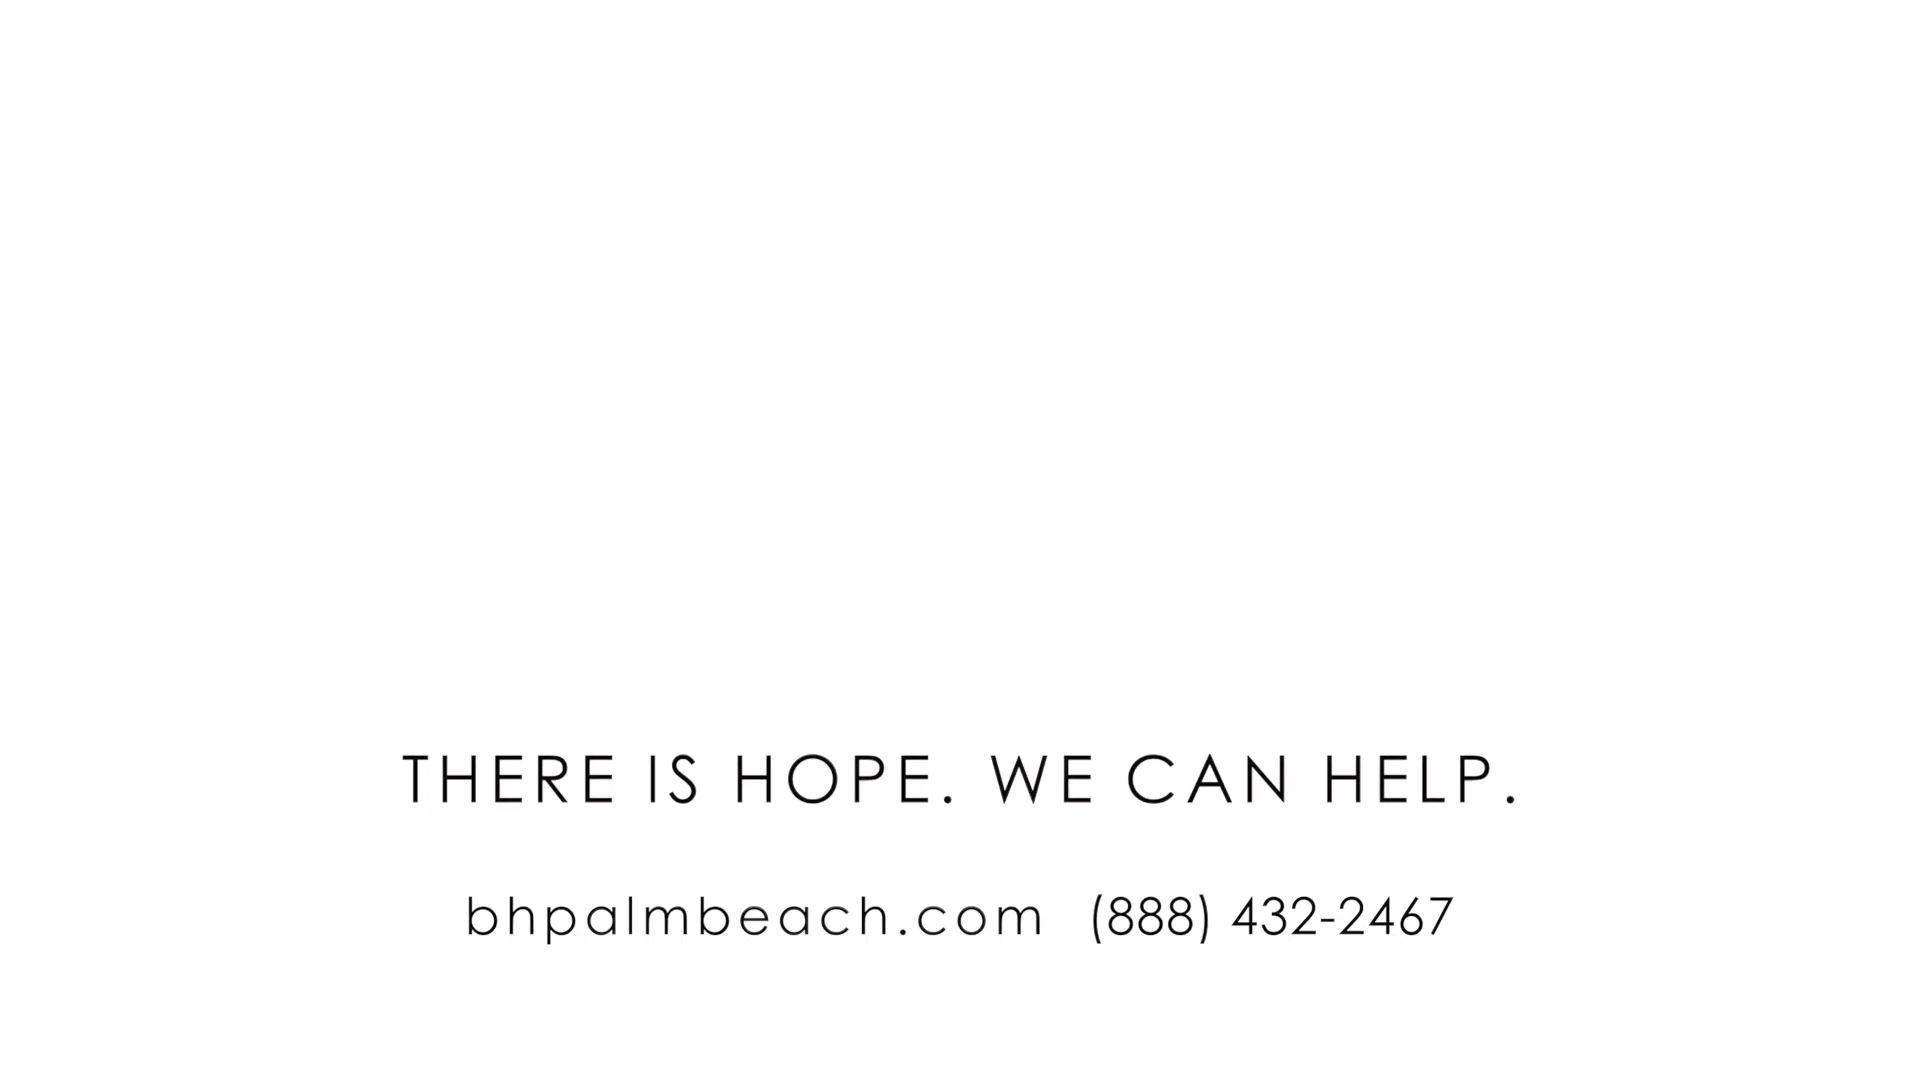 THERE IS HOPE. WE CAN HELP.
bhpalmbeach.com (888) 432-2467